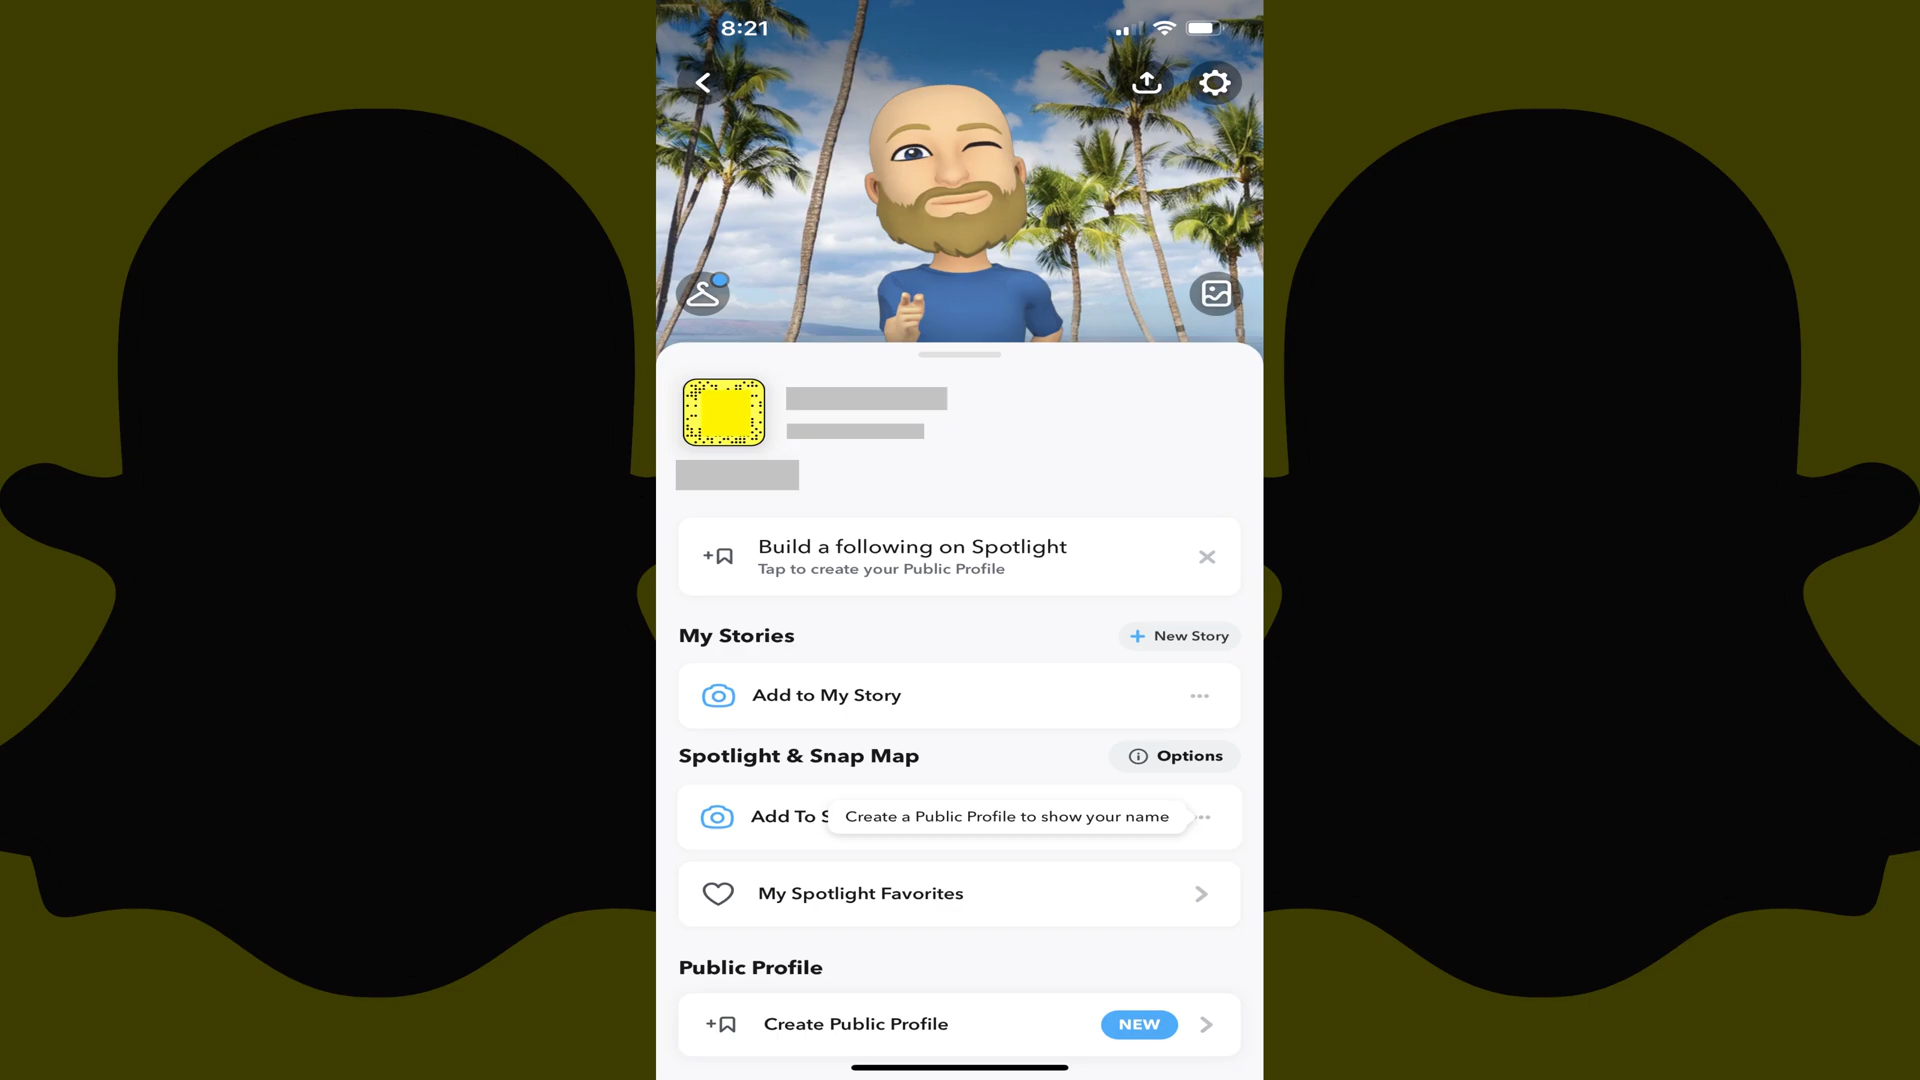 8:21
Build a following on Spotlight
Tap to create your Public Profile
My Stories
New Story
Add to My Story
Spotlight & Snap Map
Options
Add To
Create a Public Profile to show your name
My Spotlight Favorites
Public Profile
Create Public Profile
NEW